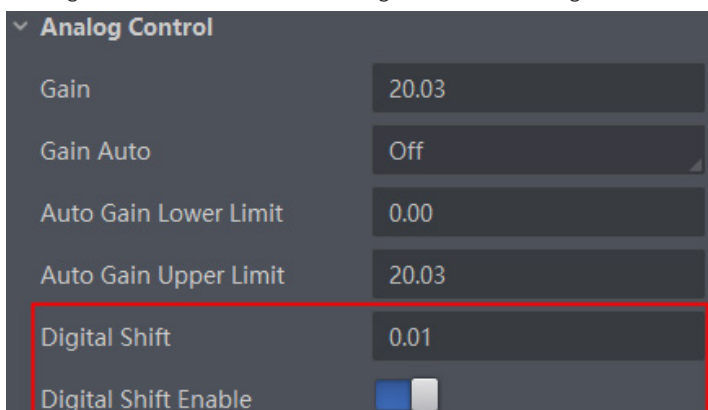 Analog Control
Gain 20.03
Gain Auto Off
Auto Gain Lower Limit 0.00
Auto Gain Upper Limit 20.03
Digital Shift 0.01
Digital Shift Enable